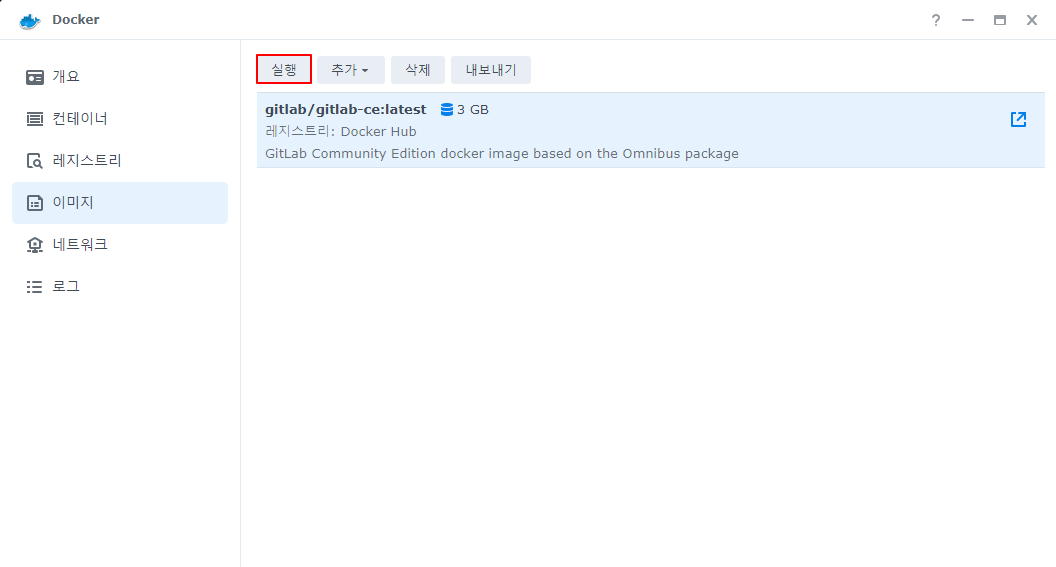 Docker
?
개요
컨테이너
레지스트리
이미지
네트워크
로그
실행 추가 삭제 내보내기
gitlab/gitlab-ce:latest 3 GB
레지스트리: Docker Hub
GitLab Community Edition docker image based on the Omnibus package